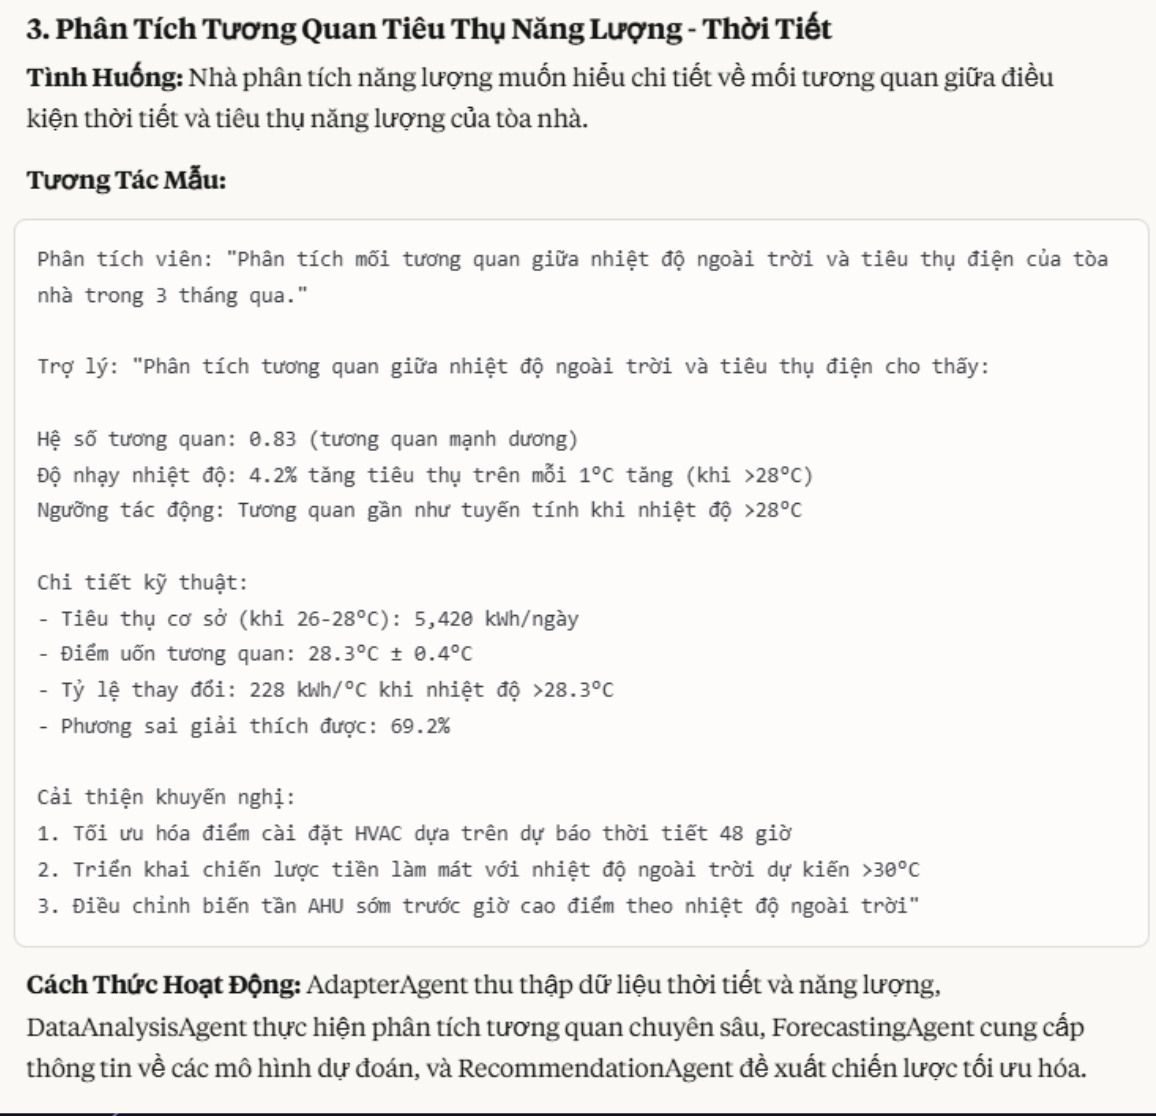 3. Phân Tích Tương Quan Tiêu Thụ Năng Lượng - Thời Tiết
Tình Huống: Nhà phân tích năng lượng muốn hiểu chi tiết về mối tương quan giữa điều
kiện thời tiết và tiêu thụ năng lượng của tòa nhà.
Tương Tác Mẫu:
Phân tích viên: "Phân tích mối tương quan giữa nhiệt độ ngoài trời và tiêu thụ điện của tòa
nhà trong 3 tháng qua."
Trợ lý: "Phân tích tương quan giữa nhiệt độ ngoài trời và tiêu thụ điện cho thấy:
Hệ số tương quan: 0.83 (tương quan mạnh dương)
Độ nhạy nhiệt độ: 4.2% tăng tiêu thụ trên mỗi 1°C tăng (khi >28°C)
Ngưỡng tác động: Tương quan gần như tuyến tính khi nhiệt độ >28°C
Chi tiết kỹ thuật:
- Tiêu thụ cơ sở (khi 26-28°C): 5,420 kWh/ngày
- Điểm uốn tương quan: 28.3°C ± 0.4°C
- Tỷ lệ thay đổi: 228 kWh/°C khi nhiệt độ >28.3°C
- Phương sai giải thích được: 69.2%
Cải thiện khuyến nghị:
1. Tối ưu hóa điểm cài đặt HVAC dựa trên dự báo thời tiết 48 giờ
2. Triển khai chiến lược tiền làm mát với nhiệt độ ngoài trời dự kiến >30°C
3. Điều chỉnh biến tần AHU sớm trước giờ cao điểm theo nhiệt độ ngoài trời"
Cách Thức Hoạt Động: AdapterAgent thu thập dữ liệu thời tiết và năng lượng,
DataAnalysisAgent thực hiện phân tích tương quan chuyên sâu, ForecastingAgent cung cấp
thông tin về các mô hình dự đoán, và RecommendationAgent đề xuất chiến lược tối ưu hóa.